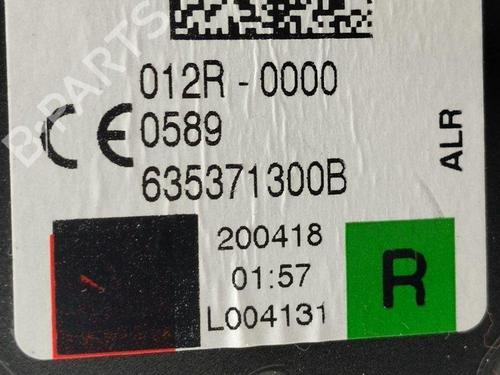 012R - 0000
CE 0589
635371300B
ALR
200418
01:57
L004131
R
B-PARTS